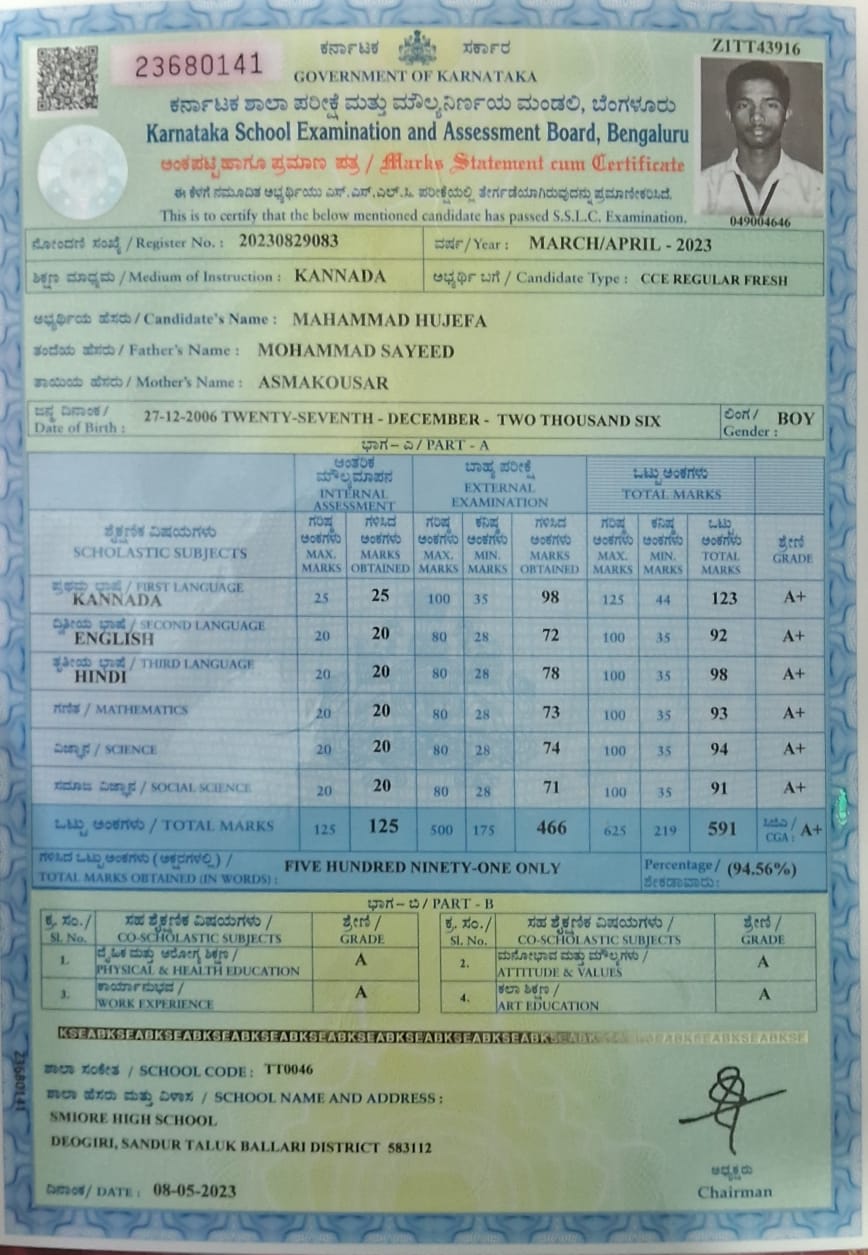 ಕರ್ನಾಟಕ ಸರ್ಕಾರ
Z1TT43916
23680141
GOVERNMENT OF KARNATAKA
ಕರ್ನಾಟಕ ಶಾಲಾ ಪರೀಕ್ಷೆ ಮತ್ತು ಮೌಲ್ಯನಿರ್ಣಯ ಮಂಡಲಿ, ಬೆಂಗಳೂರು
Karnataka School Examination and Assessment Board, Bengaluru
ಅಂಕಪಟ್ಟಿ ಹಾಗೂ ಪ್ರಮಾಣ ಪತ್ರ / Marks Statement cum Certificate
ಈ ಕೆಳಗೆ ನಮೂದಿತ ಅಭ್ಯರ್ಥಿಯು ಎಸ್.ಎಸ್.ಎಲ್.ಸಿ. ಪರೀಕ್ಷೆಯಲ್ಲಿ ತೇರ್ಗಡೆಯಾಗಿರುವುದನ್ನು ಪ್ರಮಾಣೀಕರಿಸಿದೆ.
This is to certify that the below mentioned candidate has passed S.S.L.C. Examination.
049004646
ನೋಂದಣಿ ಸಂಖ್ಯೆ / Register No. : 20230829083
ವರ್ಷ/Year : MARCH/APRIL - 2023
ಶಿಕ್ಷಣ ಮಾಧ್ಯಮ / Medium of Instruction : KANNADA
ಅಭ್ಯರ್ಥಿ ಬಗೆ / Candidate Type : CCE REGULAR FRESH
ಅಭ್ಯರ್ಥಿಯ ಹೆಸರು / Candidate's Name : MAHAMMAD HUJEFA
ತಂದೆಯ ಹೆಸರು / Father's Name : MOHAMMAD SAYEED
ತಾಯಿಯ ಹೆಸರು / Mother's Name : ASMAKOUSAR
ಜನ್ಮ ದಿನಾಂಕ / Date of Birth : 27-12-2006 TWENTY-SEVENTH - DECEMBER - TWO THOUSAND SIX
ಲಿಂಗ / Gender : BOY
ಭಾಗ-ಎ / PART - A
ಆಂತರಿಕ ಮೌಲ್ಯಮಾಪನ INTERNAL ASSESSMENT
ಬಾಹ್ಯ ಪರೀಕ್ಷೆ EXTERNAL EXAMINATION
ಒಟ್ಟು ಅಂಕಗಳು TOTAL MARKS
ಶೈಕ್ಷಣಿಕ ವಿಷಯಗಳು SCHOLASTIC SUBJECTS
ಗರಿಷ್ಠ ಅಂಕಗಳು MAX. MARKS
ಗಳಿಸಿದ ಅಂಕಗಳು MARKS OBTAINED
ಗರಿಷ್ಠ ಅಂಕಗಳು MAX. MARKS
ಕನಿಷ್ಠ ಅಂಕಗಳು MIN. MARKS
ಗಳಿಸಿದ ಅಂಕಗಳು MARKS OBTAINED
ಗರಿಷ್ಠ ಅಂಕಗಳು MAX. MARKS
ಕನಿಷ್ಠ ಅಂಕಗಳು MIN. MARKS
ಒಟ್ಟು ಅಂಕಗಳು TOTAL MARKS
ಶ್ರೇಣಿ GRADE
ಪ್ರಥಮ ಭಾಷೆ / FIRST LANGUAGE
KANNADA 25 25 100 35 98 125 44 123 A+
ದ್ವಿತೀಯ ಭಾಷೆ / SECOND LANGUAGE
ENGLISH 20 20 80 28 72 100 35 92 A+
ತೃತೀಯ ಭಾಷೆ / THIRD LANGUAGE
HINDI 20 20 80 28 78 100 35 98 A+
ಗಣಿತ / MATHEMATICS 20 20 80 28 73 100 35 93 A+
ವಿಜ್ಞಾನ / SCIENCE 20 20 80 28 74 100 35 94 A+
ಸಮಾಜ ವಿಜ್ಞಾನ / SOCIAL SCIENCE 20 20 80 28 71 100 35 91 A+
ಒಟ್ಟು ಅಂಕಗಳು / TOTAL MARKS 125 125 500 175 466 625 219 591 ಸಿಜಿಎ / CGA : A+
ಗಳಿಸಿದ ಒಟ್ಟು ಅಂಕಗಳು (ಅಕ್ಷರಗಳಲ್ಲಿ) /
TOTAL MARKS OBTAINED (IN WORDS) : FIVE HUNDRED NINETY-ONE ONLY
Percentage / ಶೇಕಡಾವಾರು : (94.56%)
ಭಾಗ-ಬಿ / PART - B
ಕ್ರ. ಸಂ./ Sl. No. ಸಹ ಶೈಕ್ಷಣಿಕ ವಿಷಯಗಳು / CO-SCHOLASTIC SUBJECTS ಶ್ರೇಣಿ / GRADE
ಕ್ರ. ಸಂ./ Sl. No. ಸಹ ಶೈಕ್ಷಣಿಕ ವಿಷಯಗಳು / CO-SCHOLASTIC SUBJECTS ಶ್ರೇಣಿ / GRADE
1. ದೈಹಿಕ ಮತ್ತು ಆರೋಗ್ಯ ಶಿಕ್ಷಣ / PHYSICAL & HEALTH EDUCATION A
2. ಮನೋಭಾವ ಮತ್ತು ಮೌಲ್ಯಗಳು / ATTITUDE & VALUES A
3. ಕಾರ್ಯಾನುಭವ / WORK EXPERIENCE A
4. ಕಲಾ ಶಿಕ್ಷಣ / ART EDUCATION A
KSEABKSEABKSEABKSEABKSEABKSEABKSEABKSEABKSEABKSEABKSEABKSEABKSEABKSE
23680141
ಶಾಲಾ ಸಂಕೇತ / SCHOOL CODE : TT0046
ಶಾಲಾ ಹೆಸರು ಮತ್ತು ವಿಳಾಸ / SCHOOL NAME AND ADDRESS :
SMIORE HIGH SCHOOL
DEOGIRI, SANDUR TALUK BALLARI DISTRICT 583112
ದಿನಾಂಕ/ DATE : 08-05-2023
ಅಧ್ಯಕ್ಷರು
Chairman